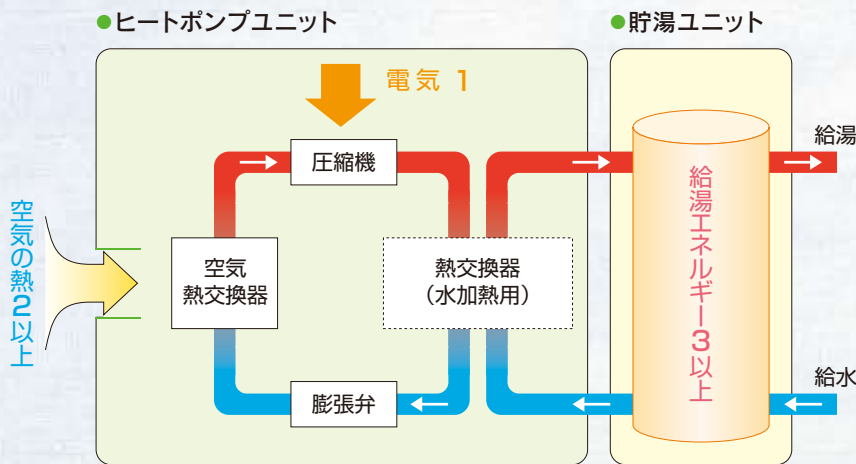 ●ヒートポンプユニット
●貯湯ユニット
電気 1
圧縮機
給湯
空気の熱2以上
空気
熱交換器
熱交換器
（水加熱用）
給湯エネルギー3以上
膨張弁
給水